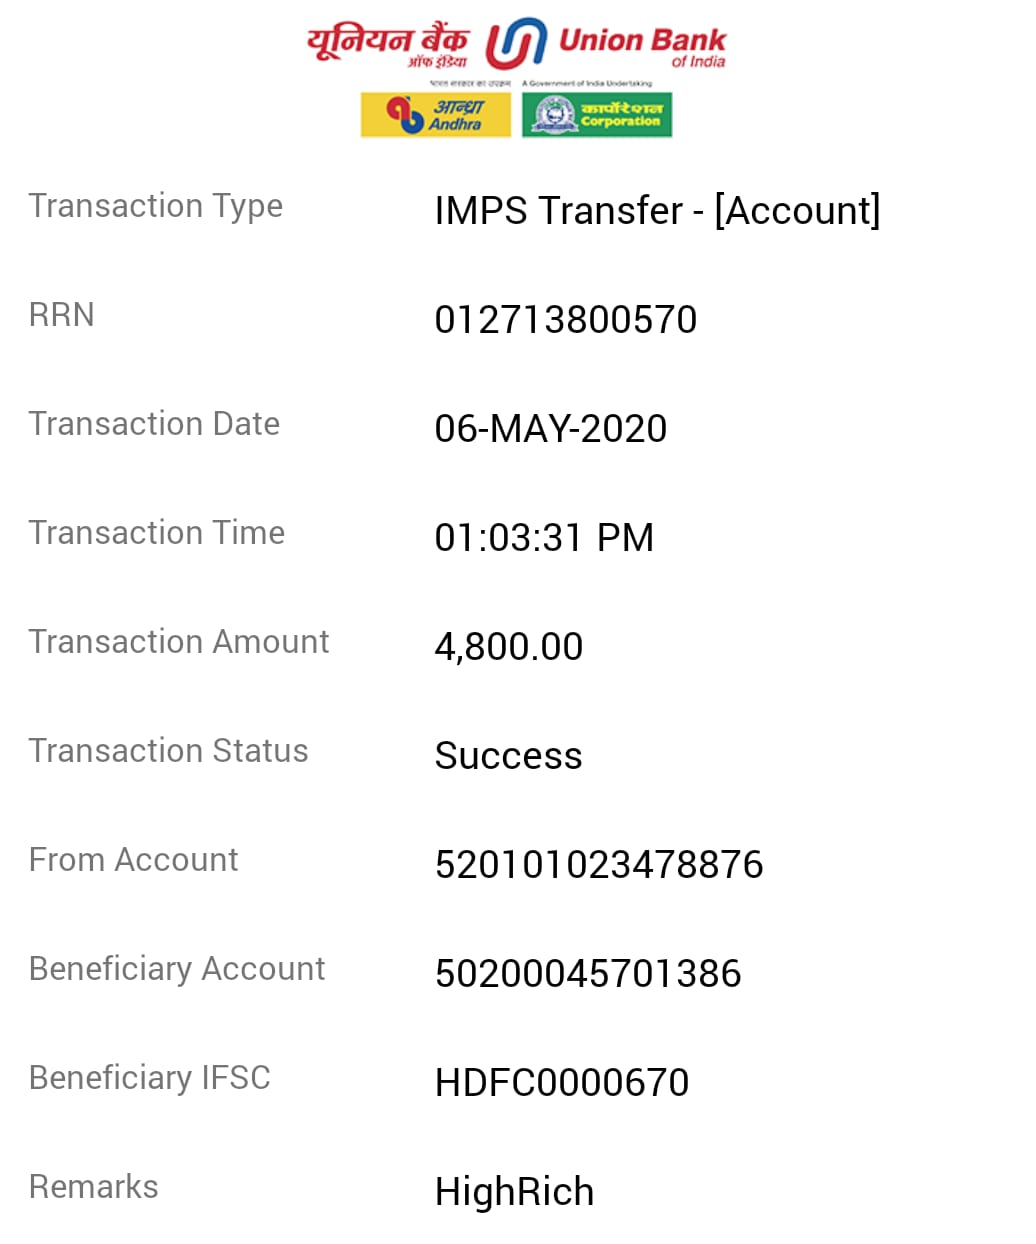 यूनियन बैंक Union Bank
ऑफ इंडिया of India
भारत सरकार का उपक्रम A Government of India Undertaking
आन्ध्रा Andhra कार्पोरेशन Corporation
Transaction Type IMPS Transfer - [Account]
RRN 012713800570
Transaction Date 06-MAY-2020
Transaction Time 01:03:31 PM
Transaction Amount 4,800.00
Transaction Status Success
From Account 520101023478876
Beneficiary Account 50200045701386
Beneficiary IFSC HDFC0000670
Remarks HighRich